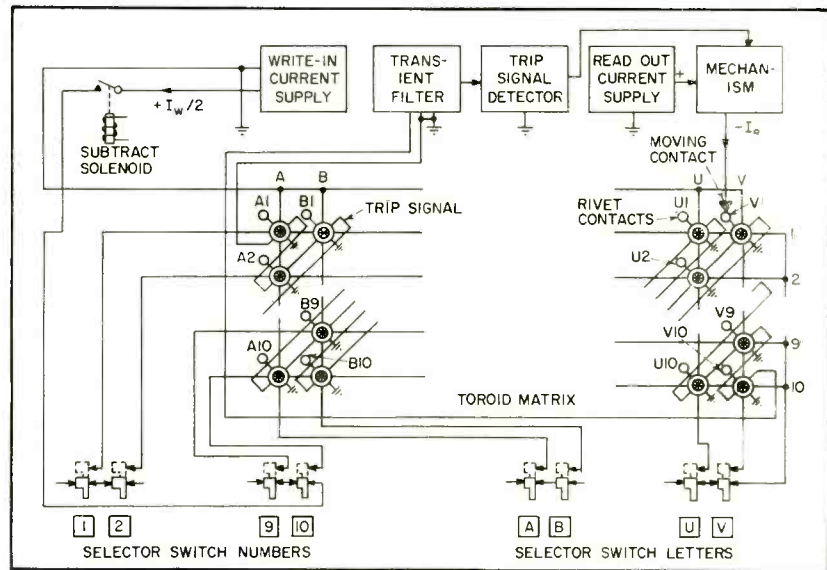 WRITE-IN
CURRENT
SUPPLY
TRANS-
IENT
FILTER
TRIP
SIGNAL
DETECTOR
READ OUT
CURRENT
SUPPLY
+
MECHAN-
ISM
+ I_w/2
SUBTRACT
SOLENOID
-I_o
MOVING
CONTACT
A B U V
A1 B1 TRIP SIGNAL RIVET CONTACTS U1 V1 1
A2 U2 2
B9 V9 9
A10 B10 V10 U10 10
TOROID MATRIX
1 2 9 10 A B U V
SELECTOR SWITCH NUMBERS SELECTOR SWITCH LETTERS